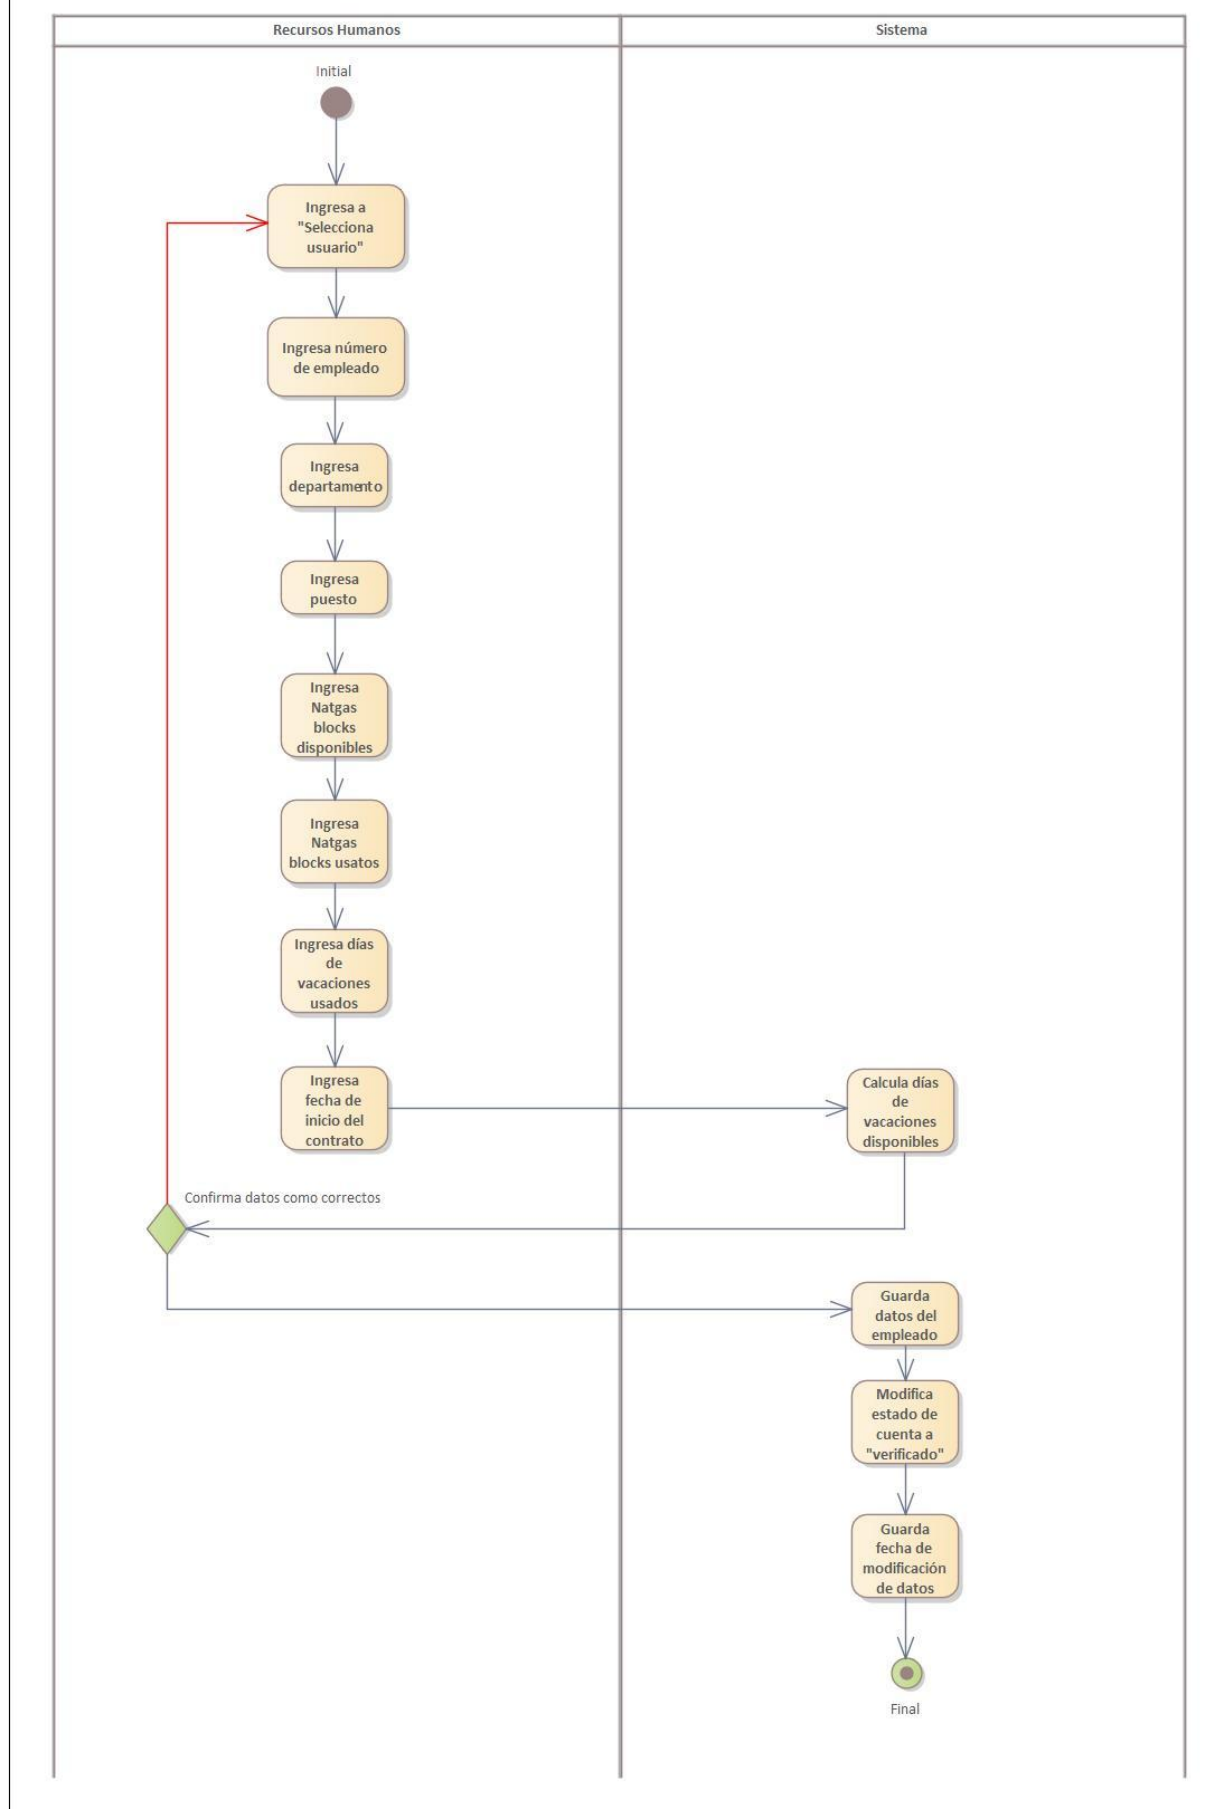 Recursos Humanos
Sistema
Initial
Ingresa a
"Selecciona
usuario"
Ingresa número
de empleado
Ingresa
departamento
Ingresa
puesto
Ingresa
Natgas
blocks
disponibles
Ingresa
Natgas
blocks usatos
Ingresa días
de
vacaciones
usados
Ingresa
fecha de
inicio del
contrato
Calcula días
de
vacaciones
disponibles
Confirma datos como correctos
Guarda
datos del
empleado
Modifica
estado de
cuenta a
"verificado"
Guarda
fecha de
modificación
de datos
Final